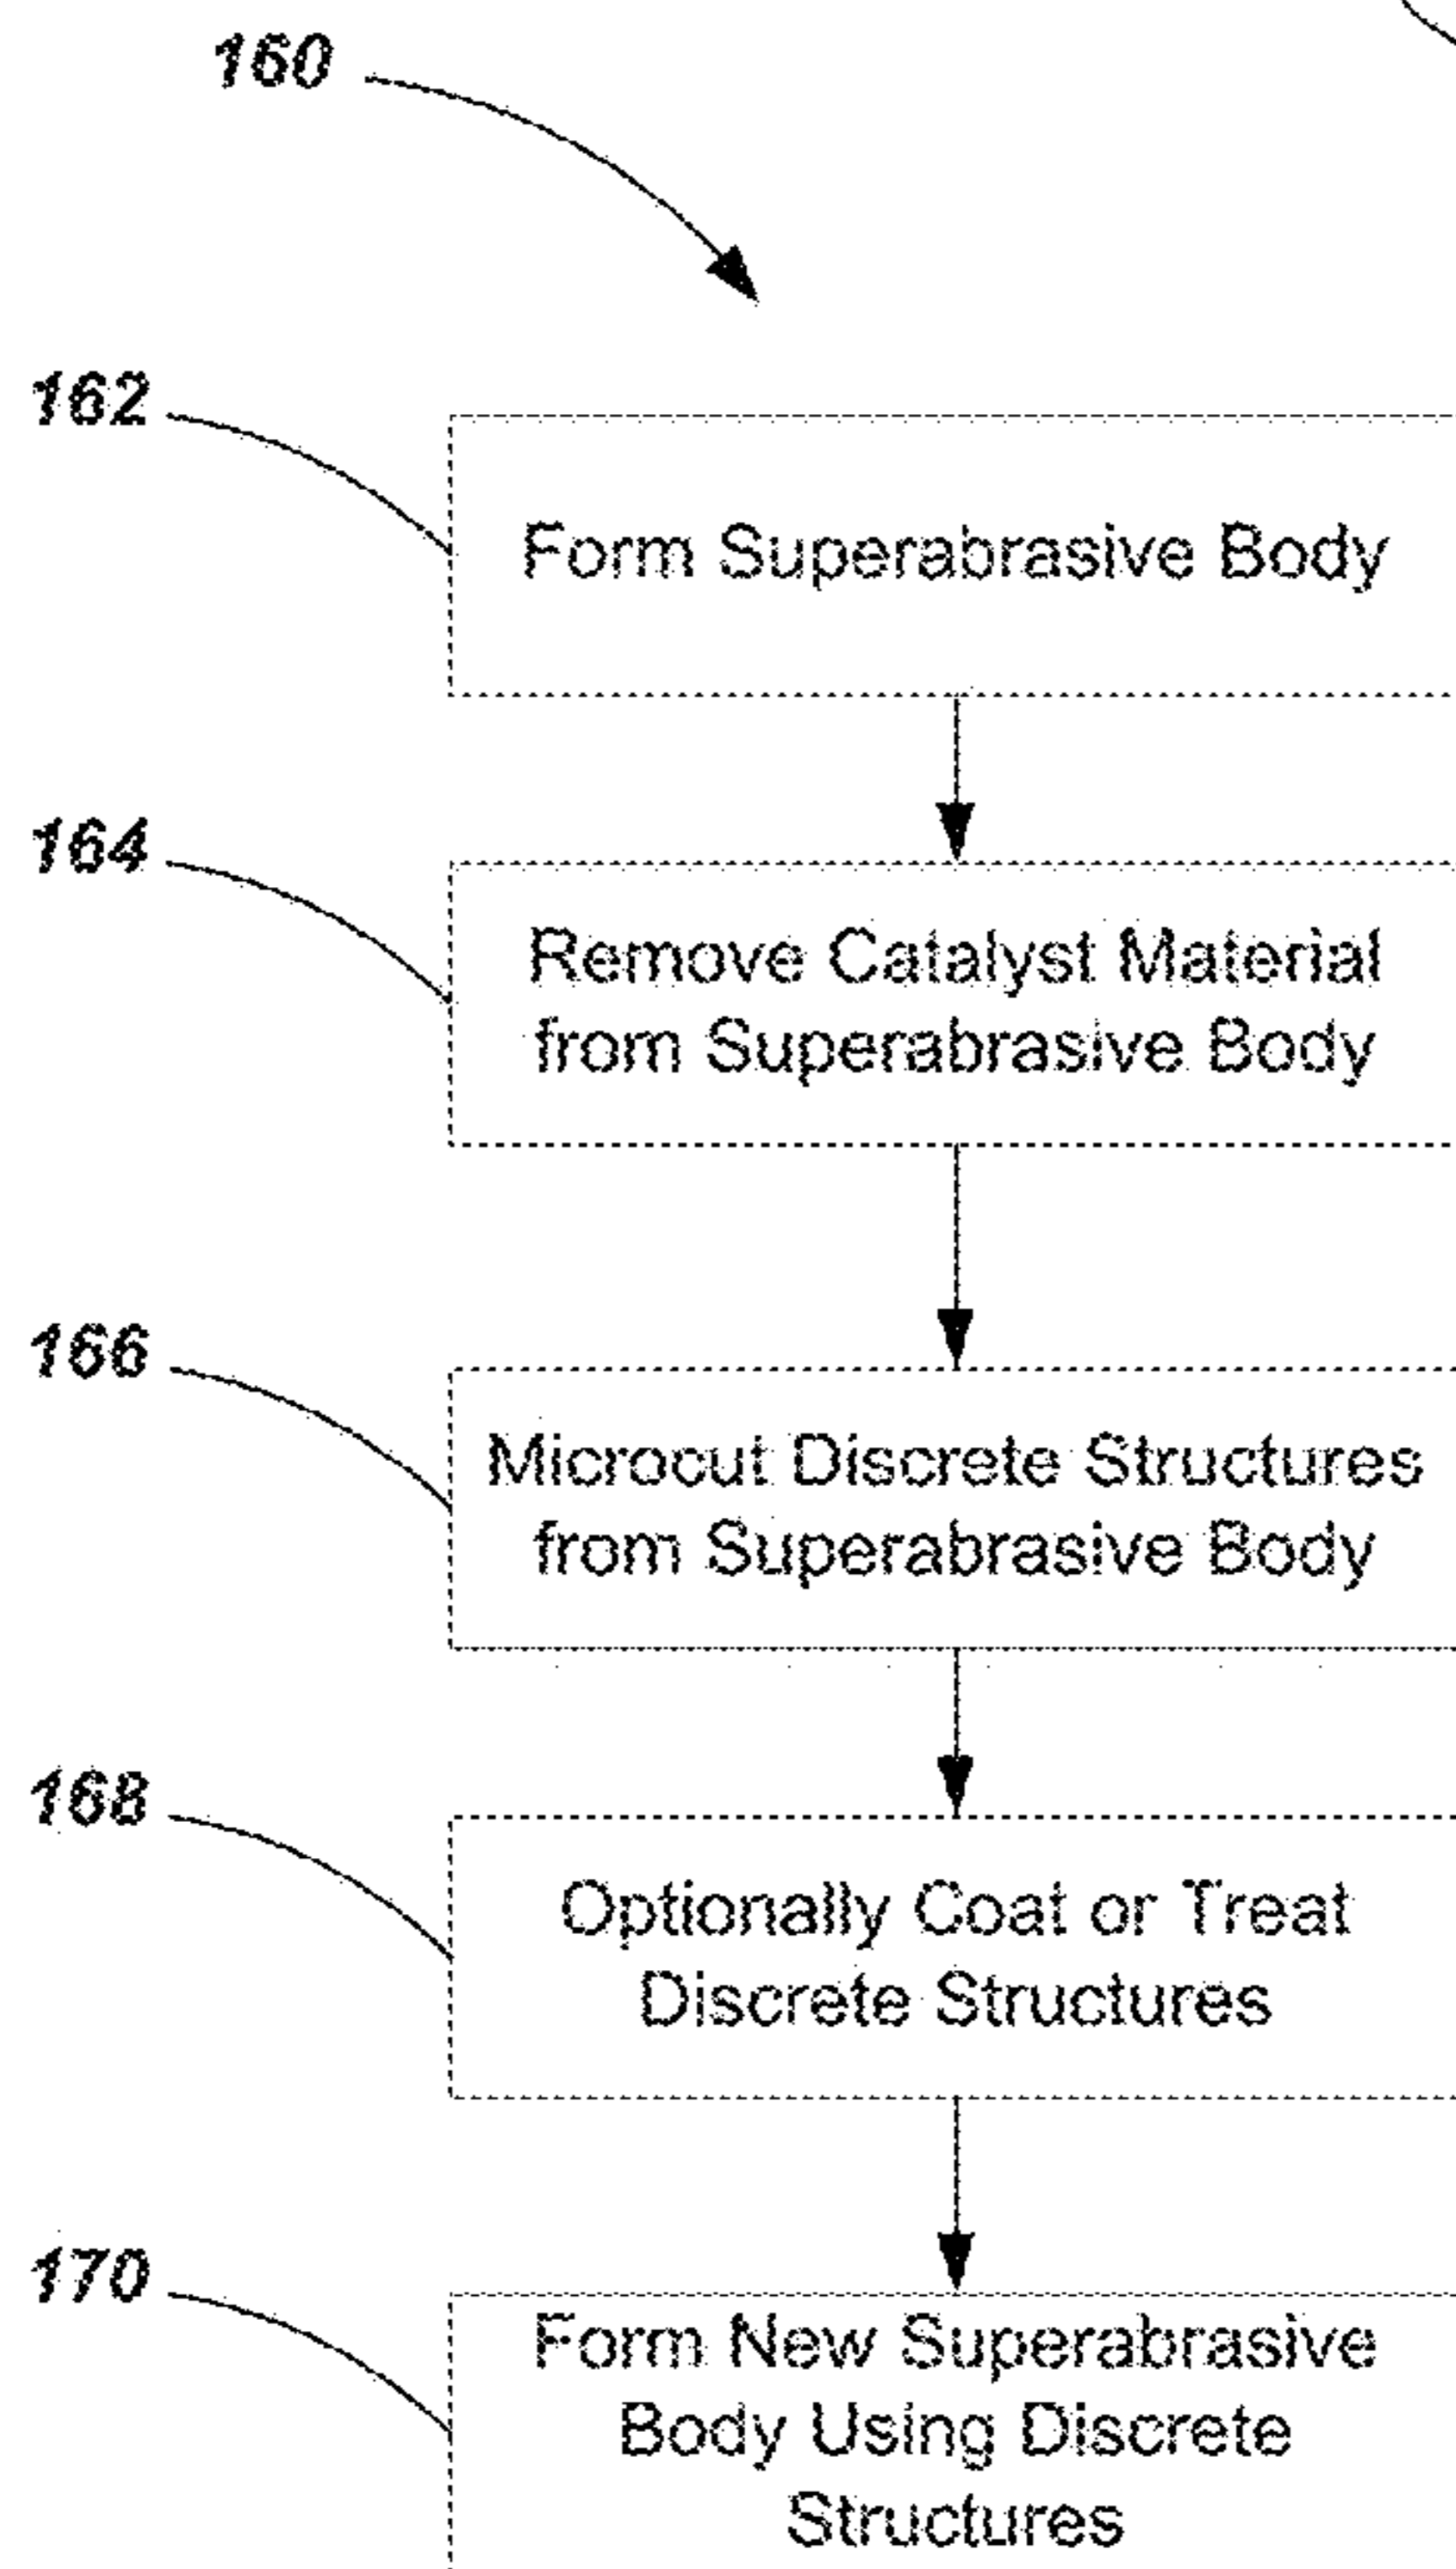 160
162
Form Superabrasive Body
164
Remove Catalyst Material
from Superabrasive Body
166
Microcut Discrete Structures
from Superabrasive Body
168
Optionally Coat or Treat
Discrete Structures
170
Form New Superabrasive
Body Using Discrete
Structures